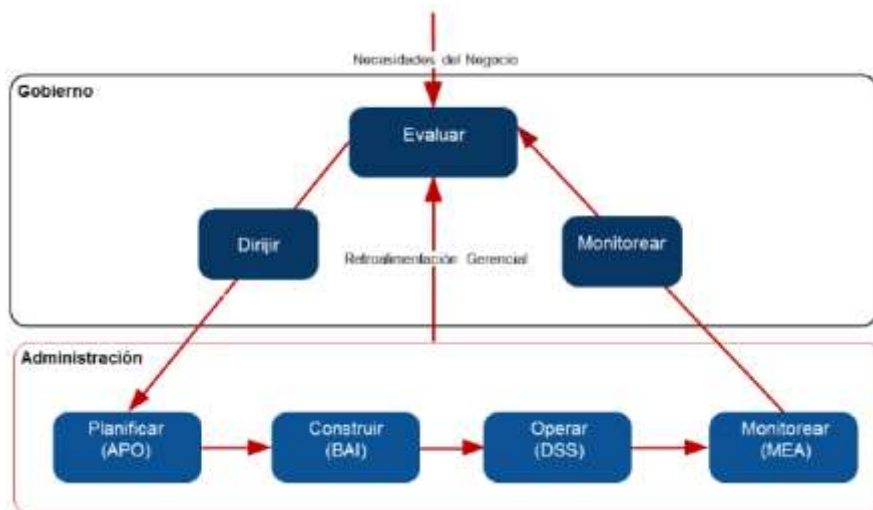 Necesidades del Negocio
Gobierno
Evaluar
Dirijir
Monitorear
Retroalimentación Gerencial
Administración
Planificar
(APO)
Construir
(BAI)
Operar
(DSS)
Monitorear
(MEA)